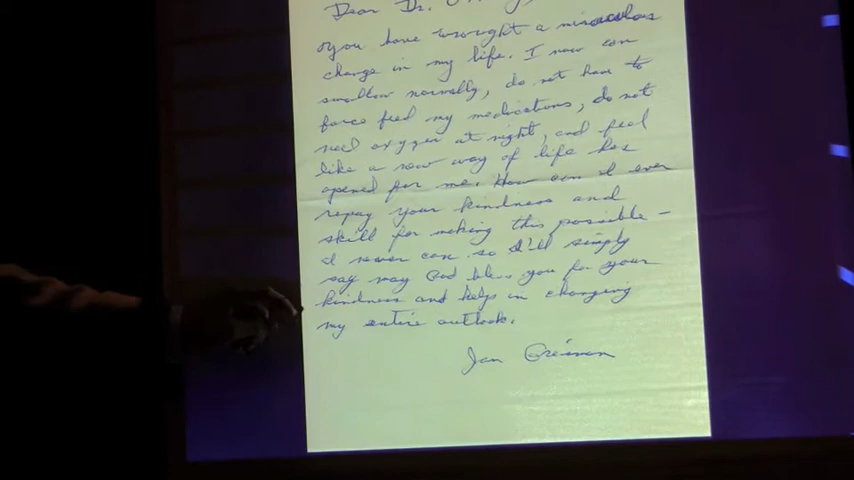 Dear Dr.
you have wrought a miraculous
change in my life. I now can
swallow normally, do not have to
force feed my medications, do not
need oxygen at night, and feel
like a new way of life has
opened for me. How can I ever
repay your kindness and
skill for making this possible -
I never can so I'll simply
say may God bless you for your
kindness and help in changing
my entire outlook.
Jan